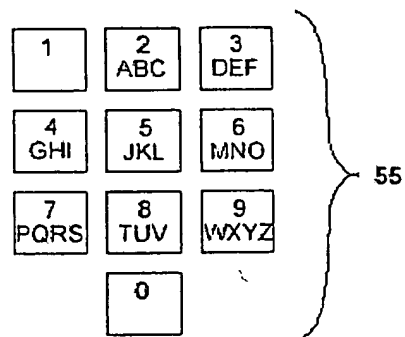 1 2 3
ABC DEF
4 5 6
GHI JKL MNO
55
7 8 9
PQRS TUV WXYZ
0